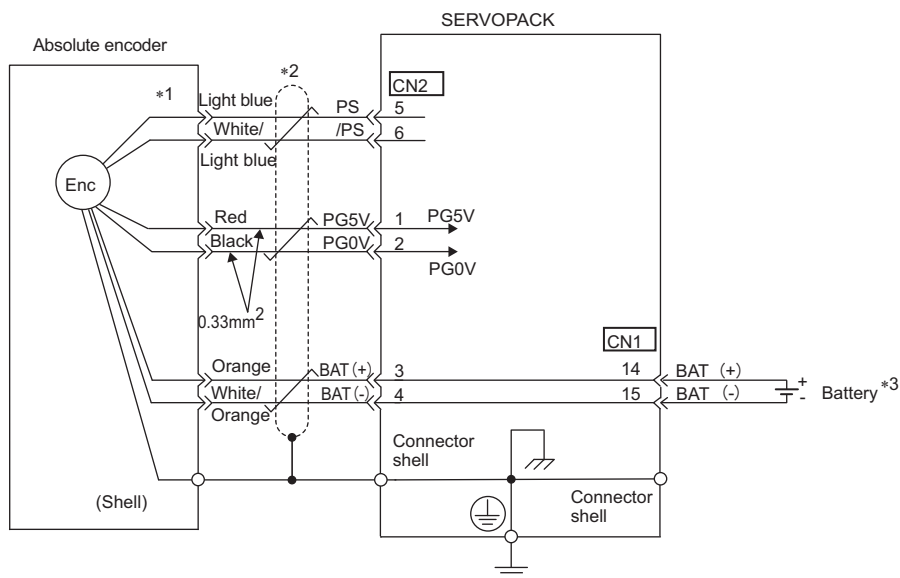 SERVOPACK
Absolute encoder
*1
*2
CN2
Light blue
PS
5
White/
Light blue
/PS
6
Enc
Red
PG5V
1
PG5V
Black
PG0V
2
PG0V
0.33mm2
CN1
Orange
BAT(+)
3
14
BAT (+)
White/
Orange
BAT(-)
4
15
BAT (-)
+
-
Battery*3
Connector
shell
(Shell)
Connector
shell